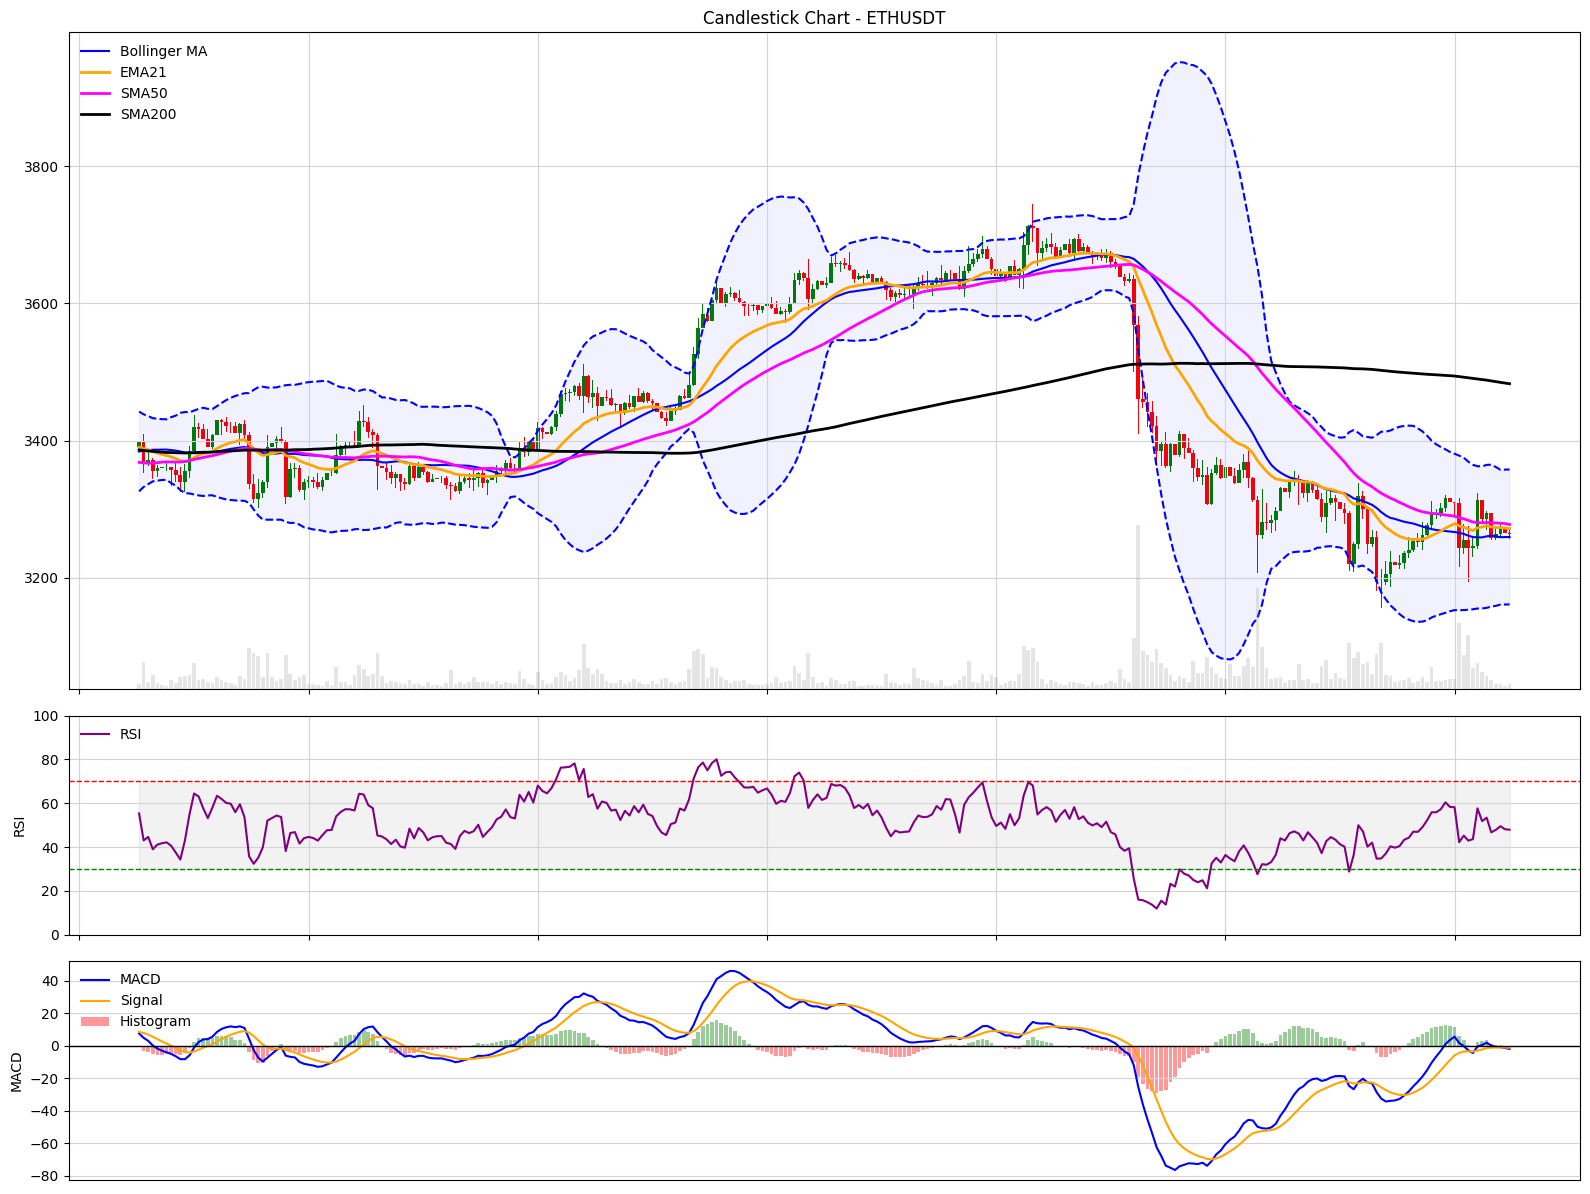 Candlestick Chart - ETHUSDT
Bollinger MA
EMA21
SMA50
SMA200
3800
3600
3400
3200
RSI
100
80
60
40
20
0
RSI
MACD
Signal
Histogram
40
20
0
−20
−40
−60
−80
MACD